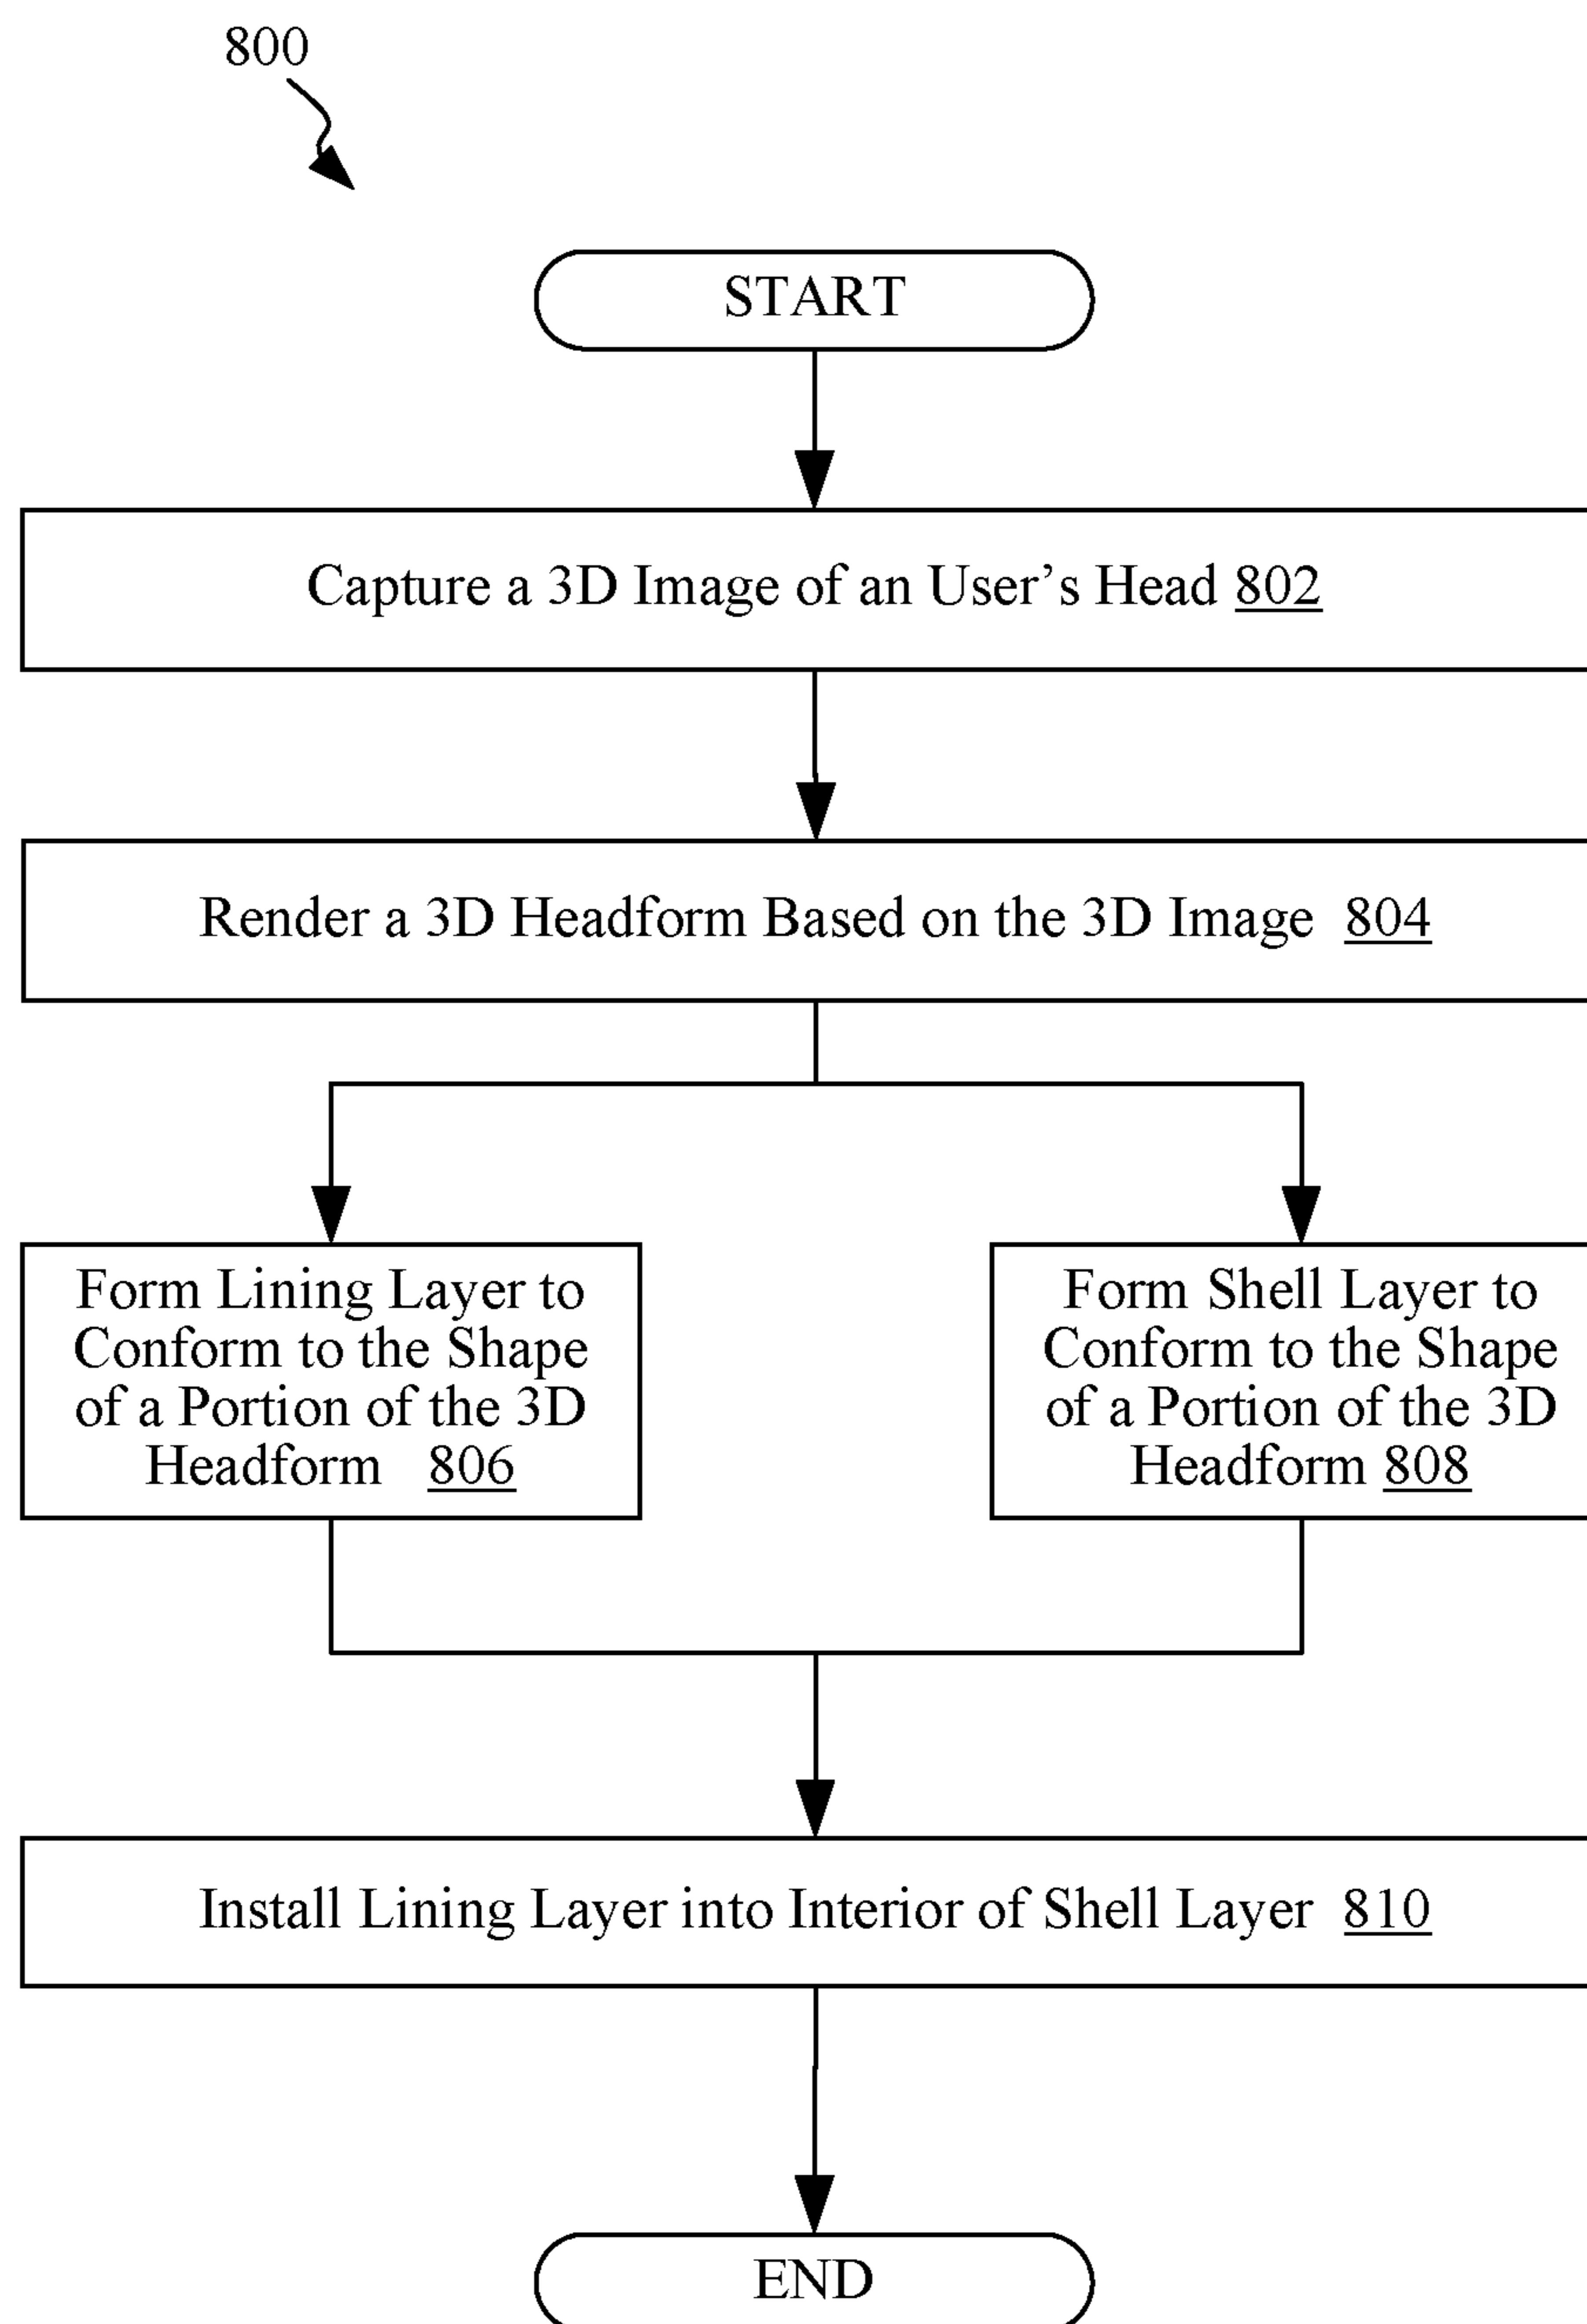 800
START
Capture a 3D Image of an User's Head 802
Render a 3D Headform Based on the 3D Image 804
Form Lining Layer to
Conform to the Shape
of a Portion of the 3D
Headform 806
Form Shell Layer to
Conform to the Shape
of a Portion of the 3D
Headform 808
Install Lining Layer into Interior of Shell Layer 810
END